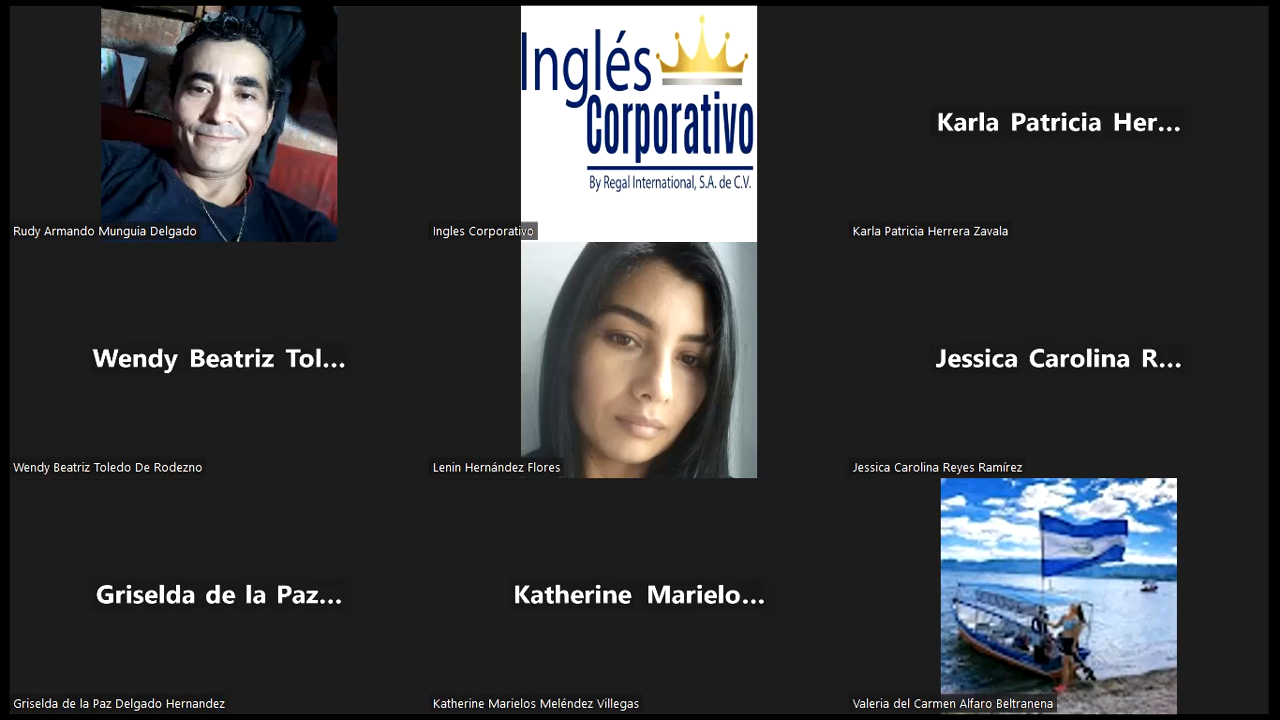 Inglés
Corporativo
By Regal International, S.A. de C.V.
Karla Patricia Her...
Rudy Armando Munguia Delgado
Ingles Corporativo
Karla Patricia Herrera Zavala
Wendy Beatriz Tol...
Jessica Carolina R...
Wendy Beatriz Toledo De Rodezno
Lenin Hernández Flores
Jessica Carolina Reyes Ramírez
Griselda de la Paz...
Katherine Marielo...
Griselda de la Paz Delgado Hernandez
Katherine Marielos Meléndez Villegas
Valeria del Carmen Alfaro Beltranena